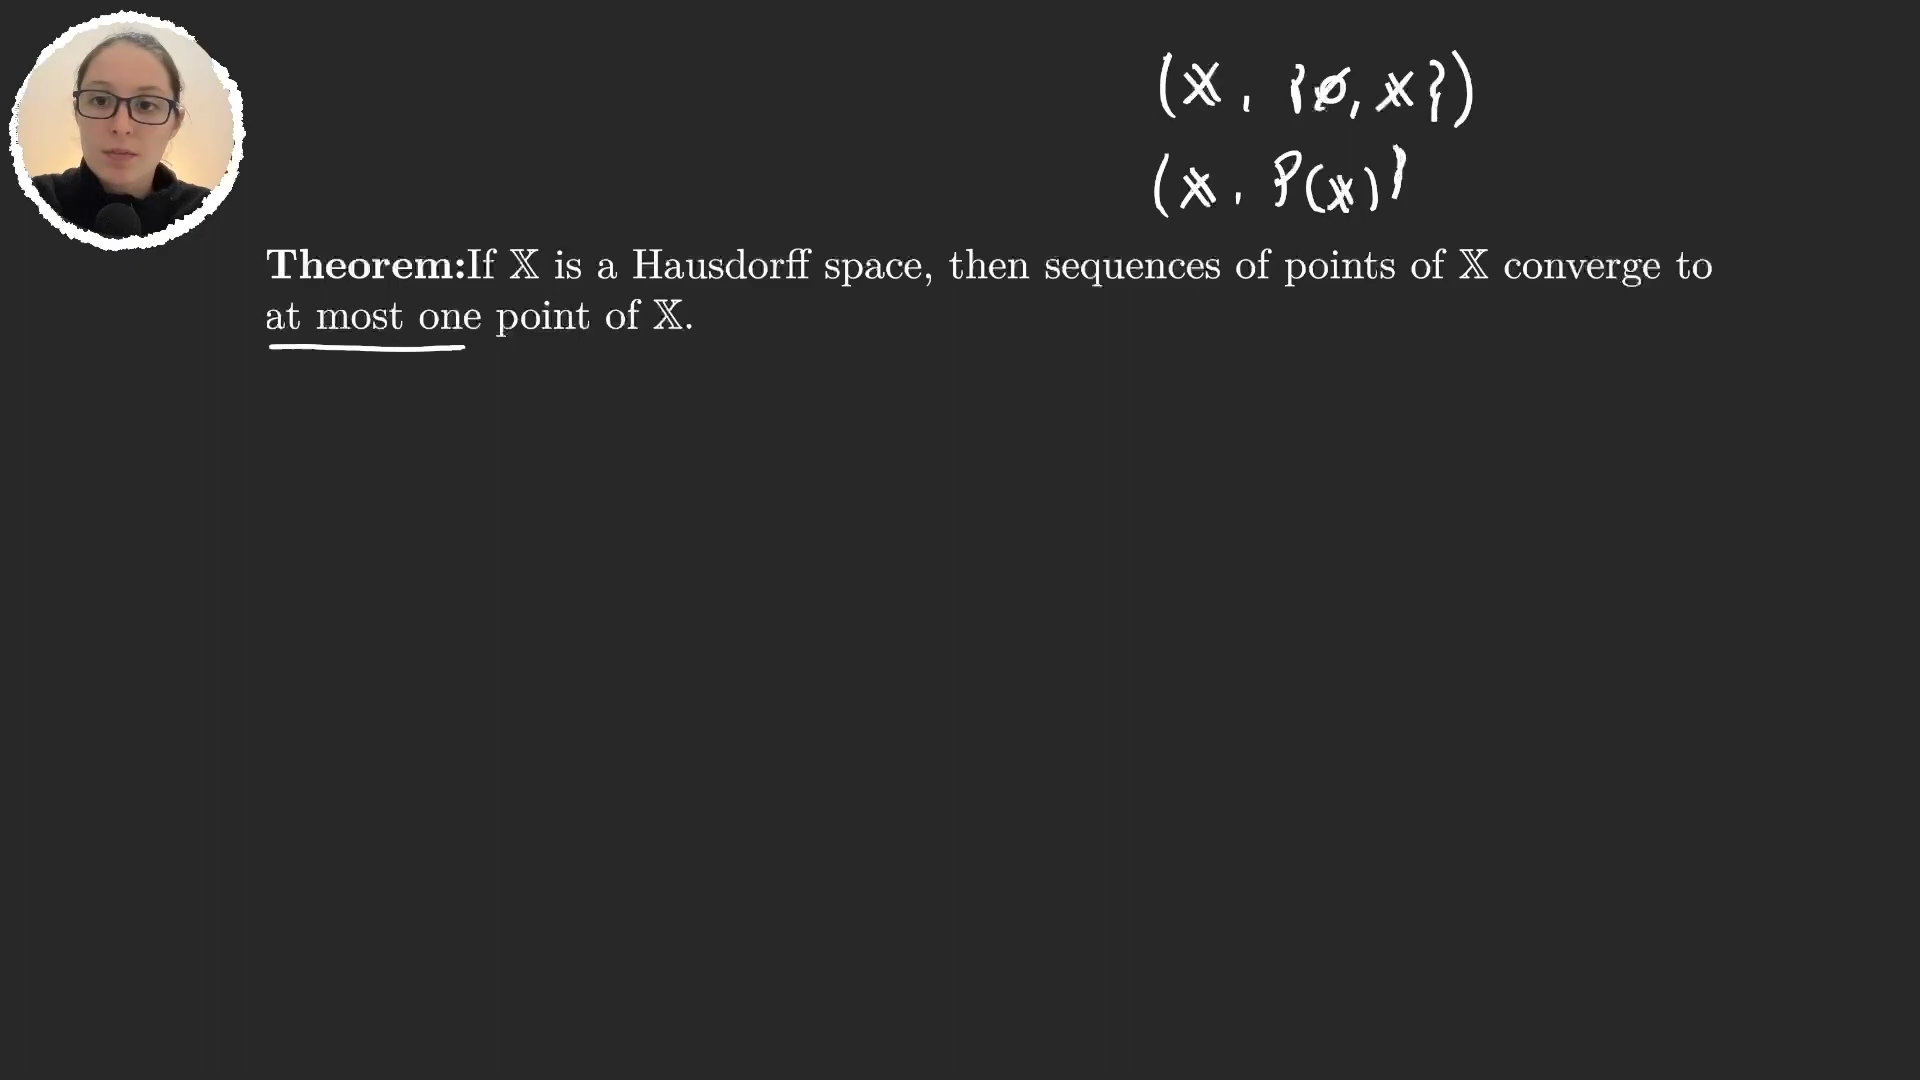 (𝕏, {∅, 𝕏})
(𝕏, P(𝕏)}
Theorem:If 𝕏 is a Hausdorff space, then sequences of points of 𝕏 converge to
at most one point of 𝕏.